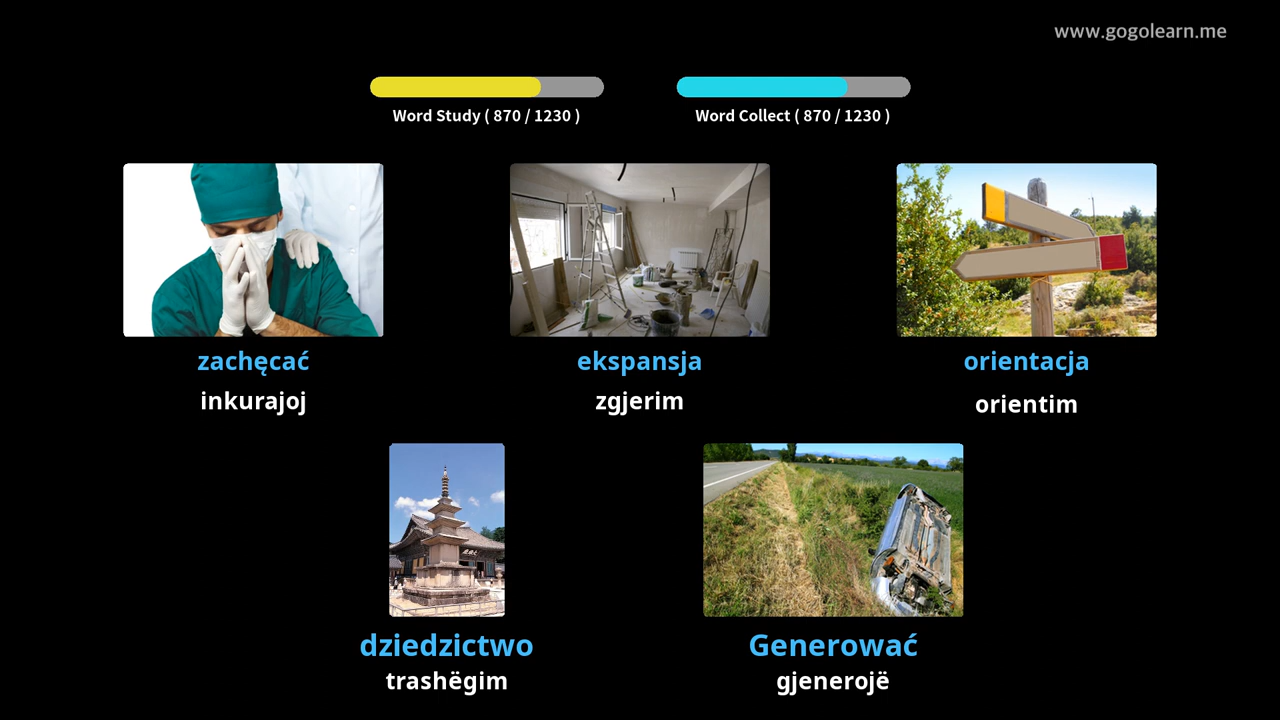 www.gogolearn.me
Word Study ( 870 / 1230 )
Word Collect ( 870 / 1230 )
zachęcać
inkurajoj
ekspansja
zgjerim
orientacja
orientim
dziedzictwo
trashëgim
Generować
gjenerojë